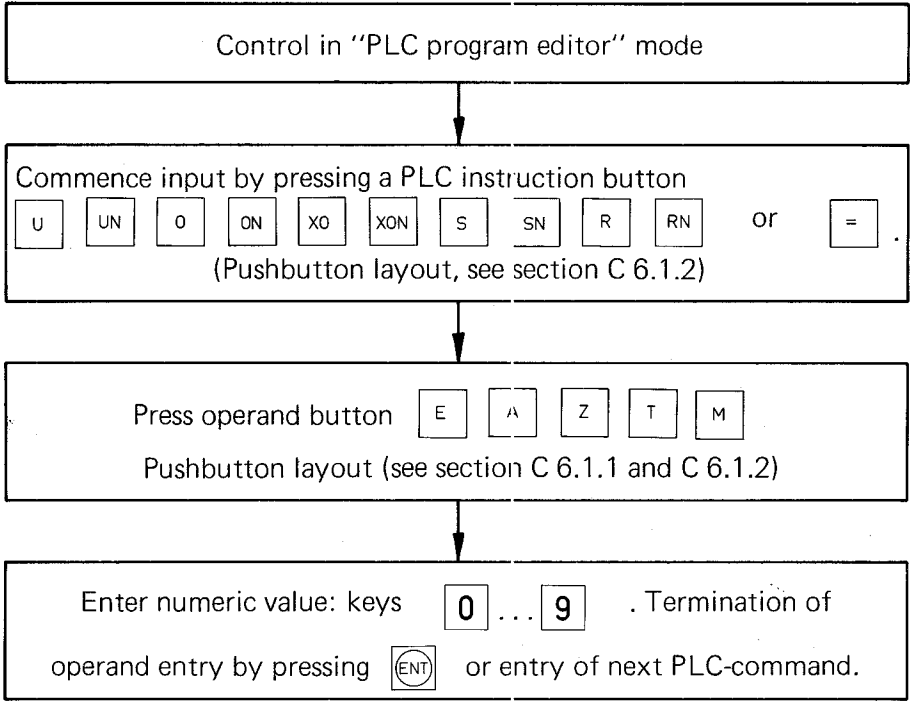 Control in "PLC program editor" mode
Commence input by pressing a PLC instruction button
U UN O ON XO XON S SN R RN or = .
(Pushbutton layout, see section C 6.1.2)
Press operand button E A Z T M
Pushbutton layout (see section C 6.1.1 and C 6.1.2)
Enter numeric value: keys 0 ... 9 . Termination of
operand entry by pressing ENT or entry of next PLC-command.